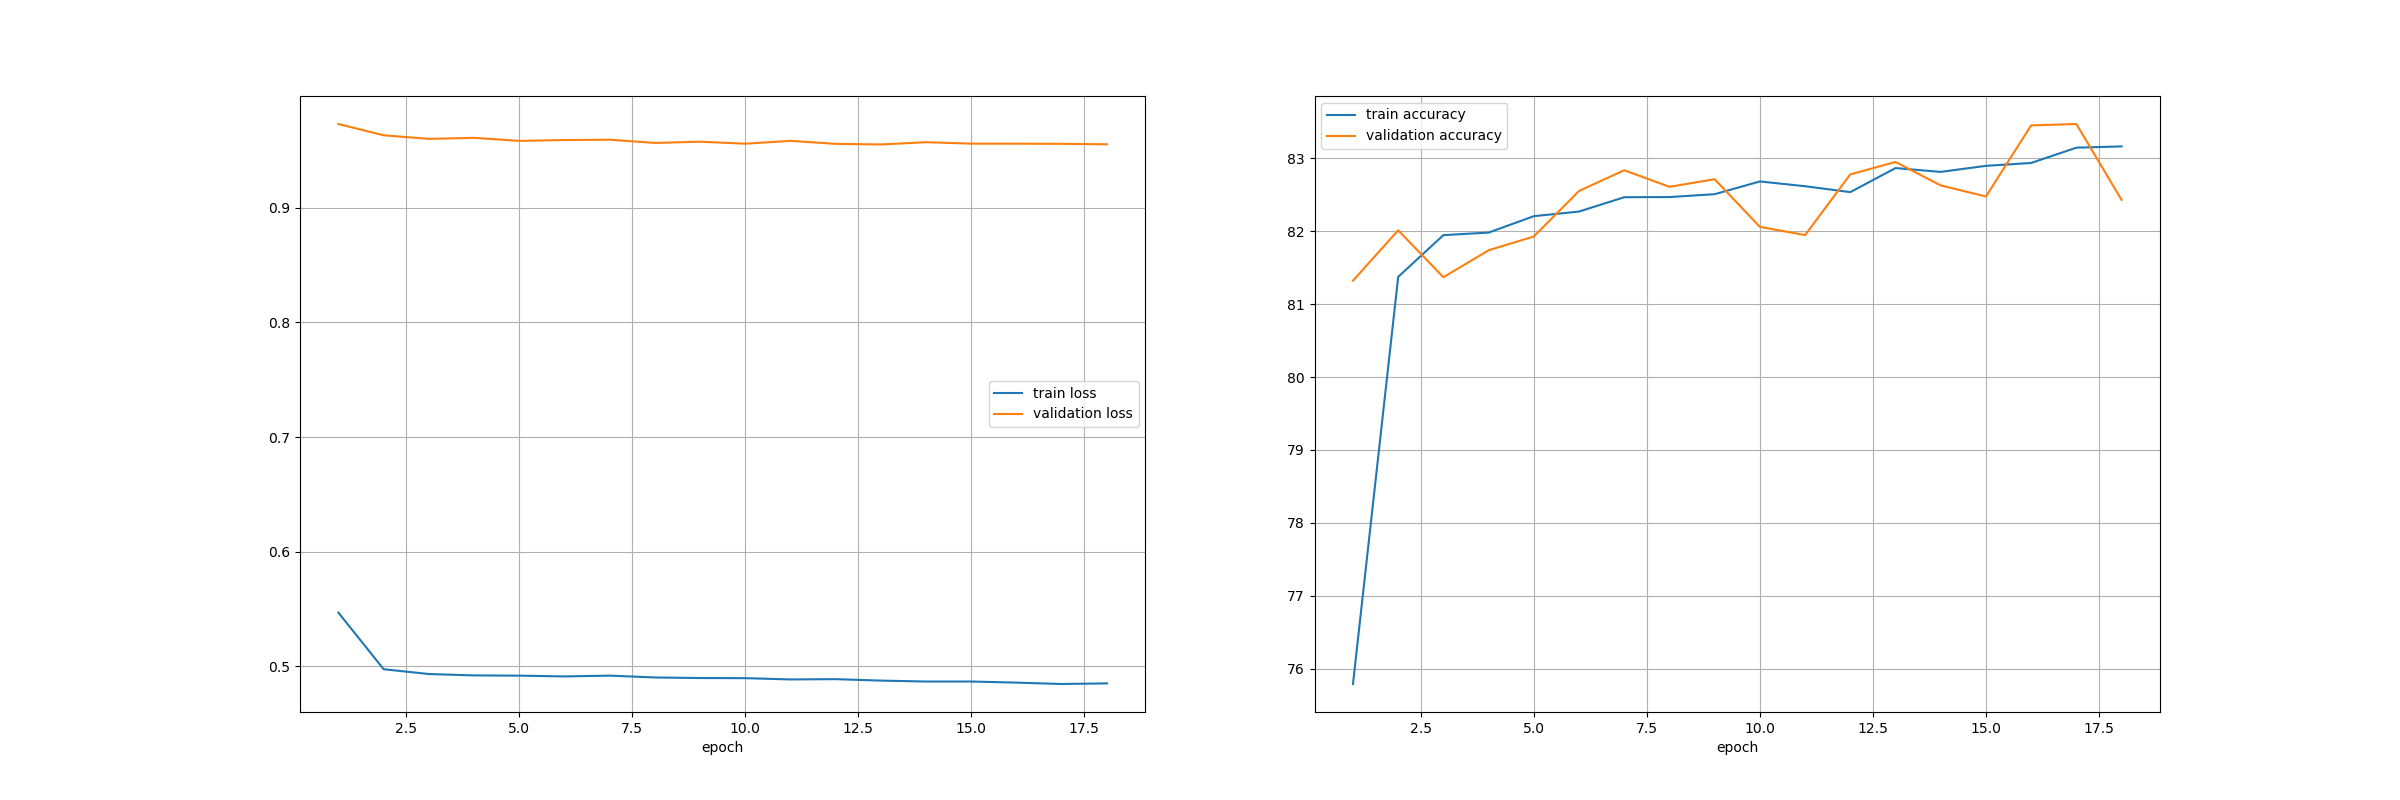 0.9
0.8
0.7
0.6
0.5
train loss
validation loss
2.5 5.0 7.5 10.0 12.5 15.0 17.5
epoch
train accuracy
validation accuracy
83
82
81
80
79
78
77
76
2.5 5.0 7.5 10.0 12.5 15.0 17.5
epoch